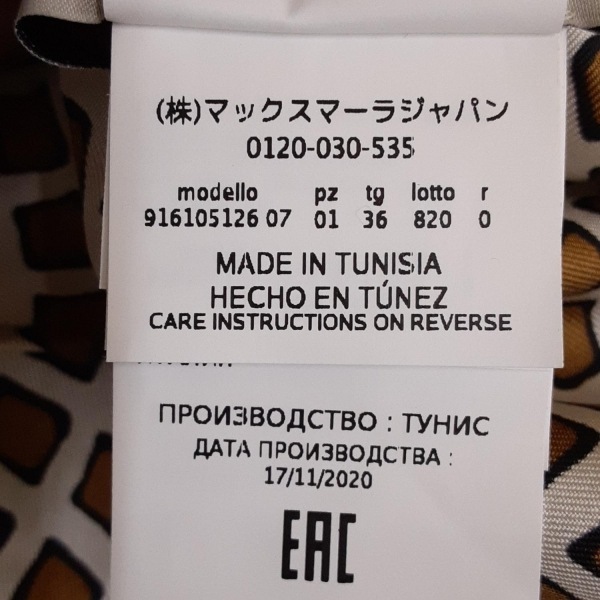 (株)マックスマーラジャパン
0120-030-535
modello pz tg lotto r
916105126 07 01 36 820 0
MADE IN TUNISIA
HECHO EN TÚNEZ
CARE INSTRUCTIONS ON REVERSE
ПРОИЗВОДСТВО : ТУНИС
ДАТА ПРОИЗВОДСТВА :
17/11/2020
EAC